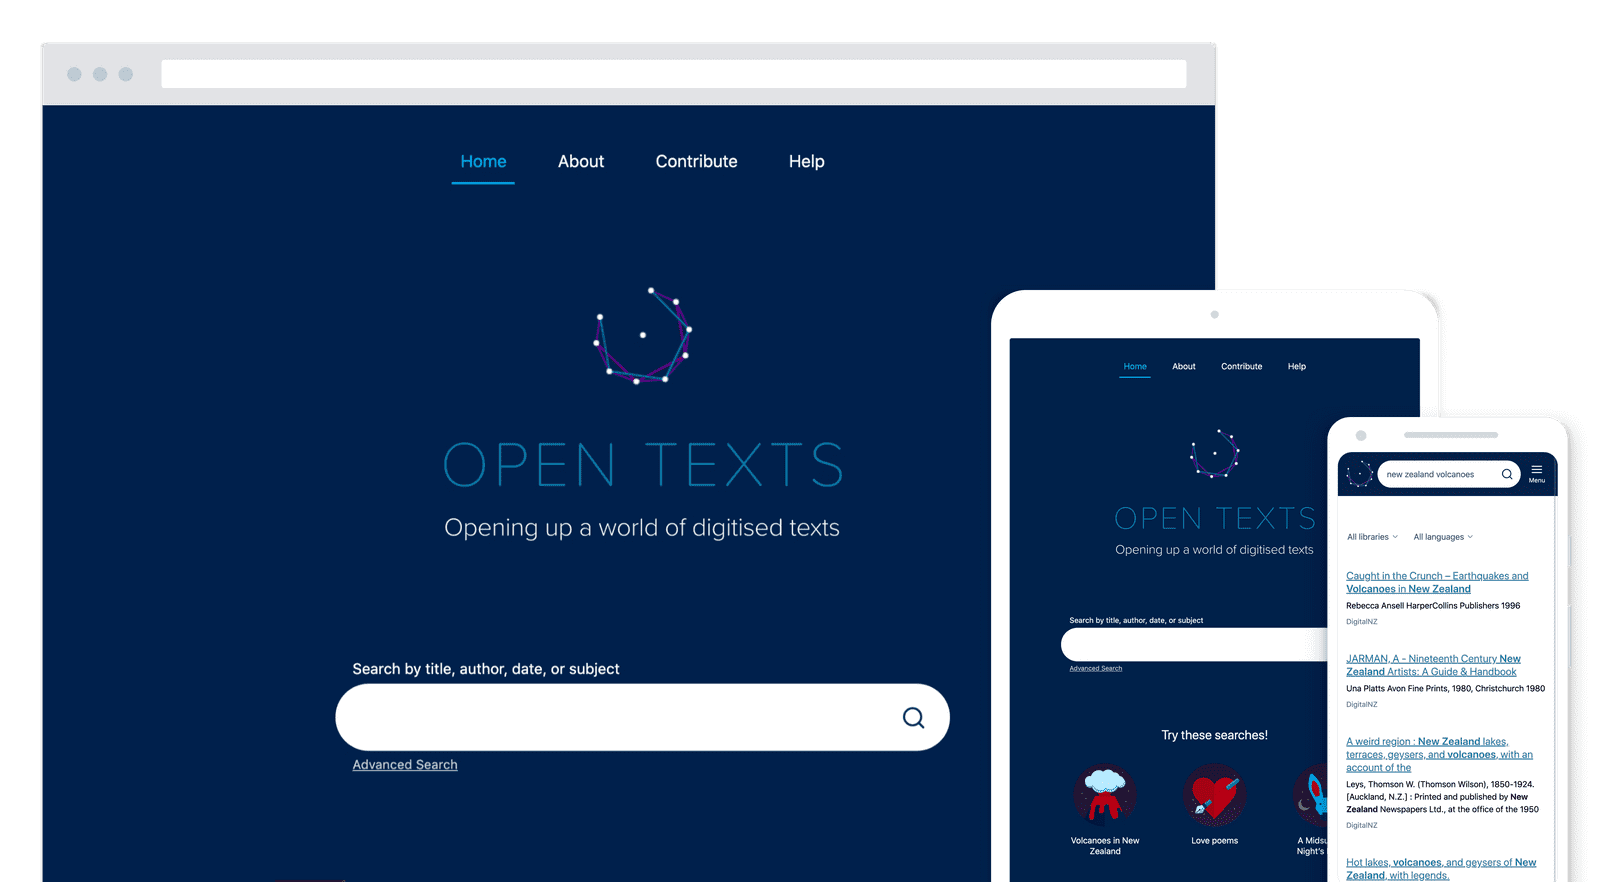 Home About Contribute Help
OPEN TEXTS
Opening up a world of digitised texts
Search by title, author, date, or subject
Advanced Search
Home About Contribute Help
OPEN TEXTS
Opening up a world of digitised texts
Search by title, author, date, or subject
Advanced Search
Try these searches!
Volcanoes in New
Zealand
Love poems
A
Night's
new zealand volcanoes
Menu
All libraries All languages
Caught in the Crunch – Earthquakes and
Volcanoes in New Zealand
Rebecca Ansell HarperCollins Publishers 1996
DigitalNZ
JARMAN, A - Nineteenth Century New
Zealand Artists: A Guide & Handbook
Una Platts Avon Fine Prints, 1980, Christchurch 1980
DigitalNZ
A weird region : New Zealand lakes,
terraces, geysers, and volcanoes, with an
account of the
Leys, Thomson W. (Thomson Wilson), 1850-1924.
[Auckland, N.Z.] : Printed and published by New
Zealand Newspapers Ltd., at the office of the 1950
DigitalNZ
Hot lakes, volcanoes, and geysers of New
Zealand, with legends.